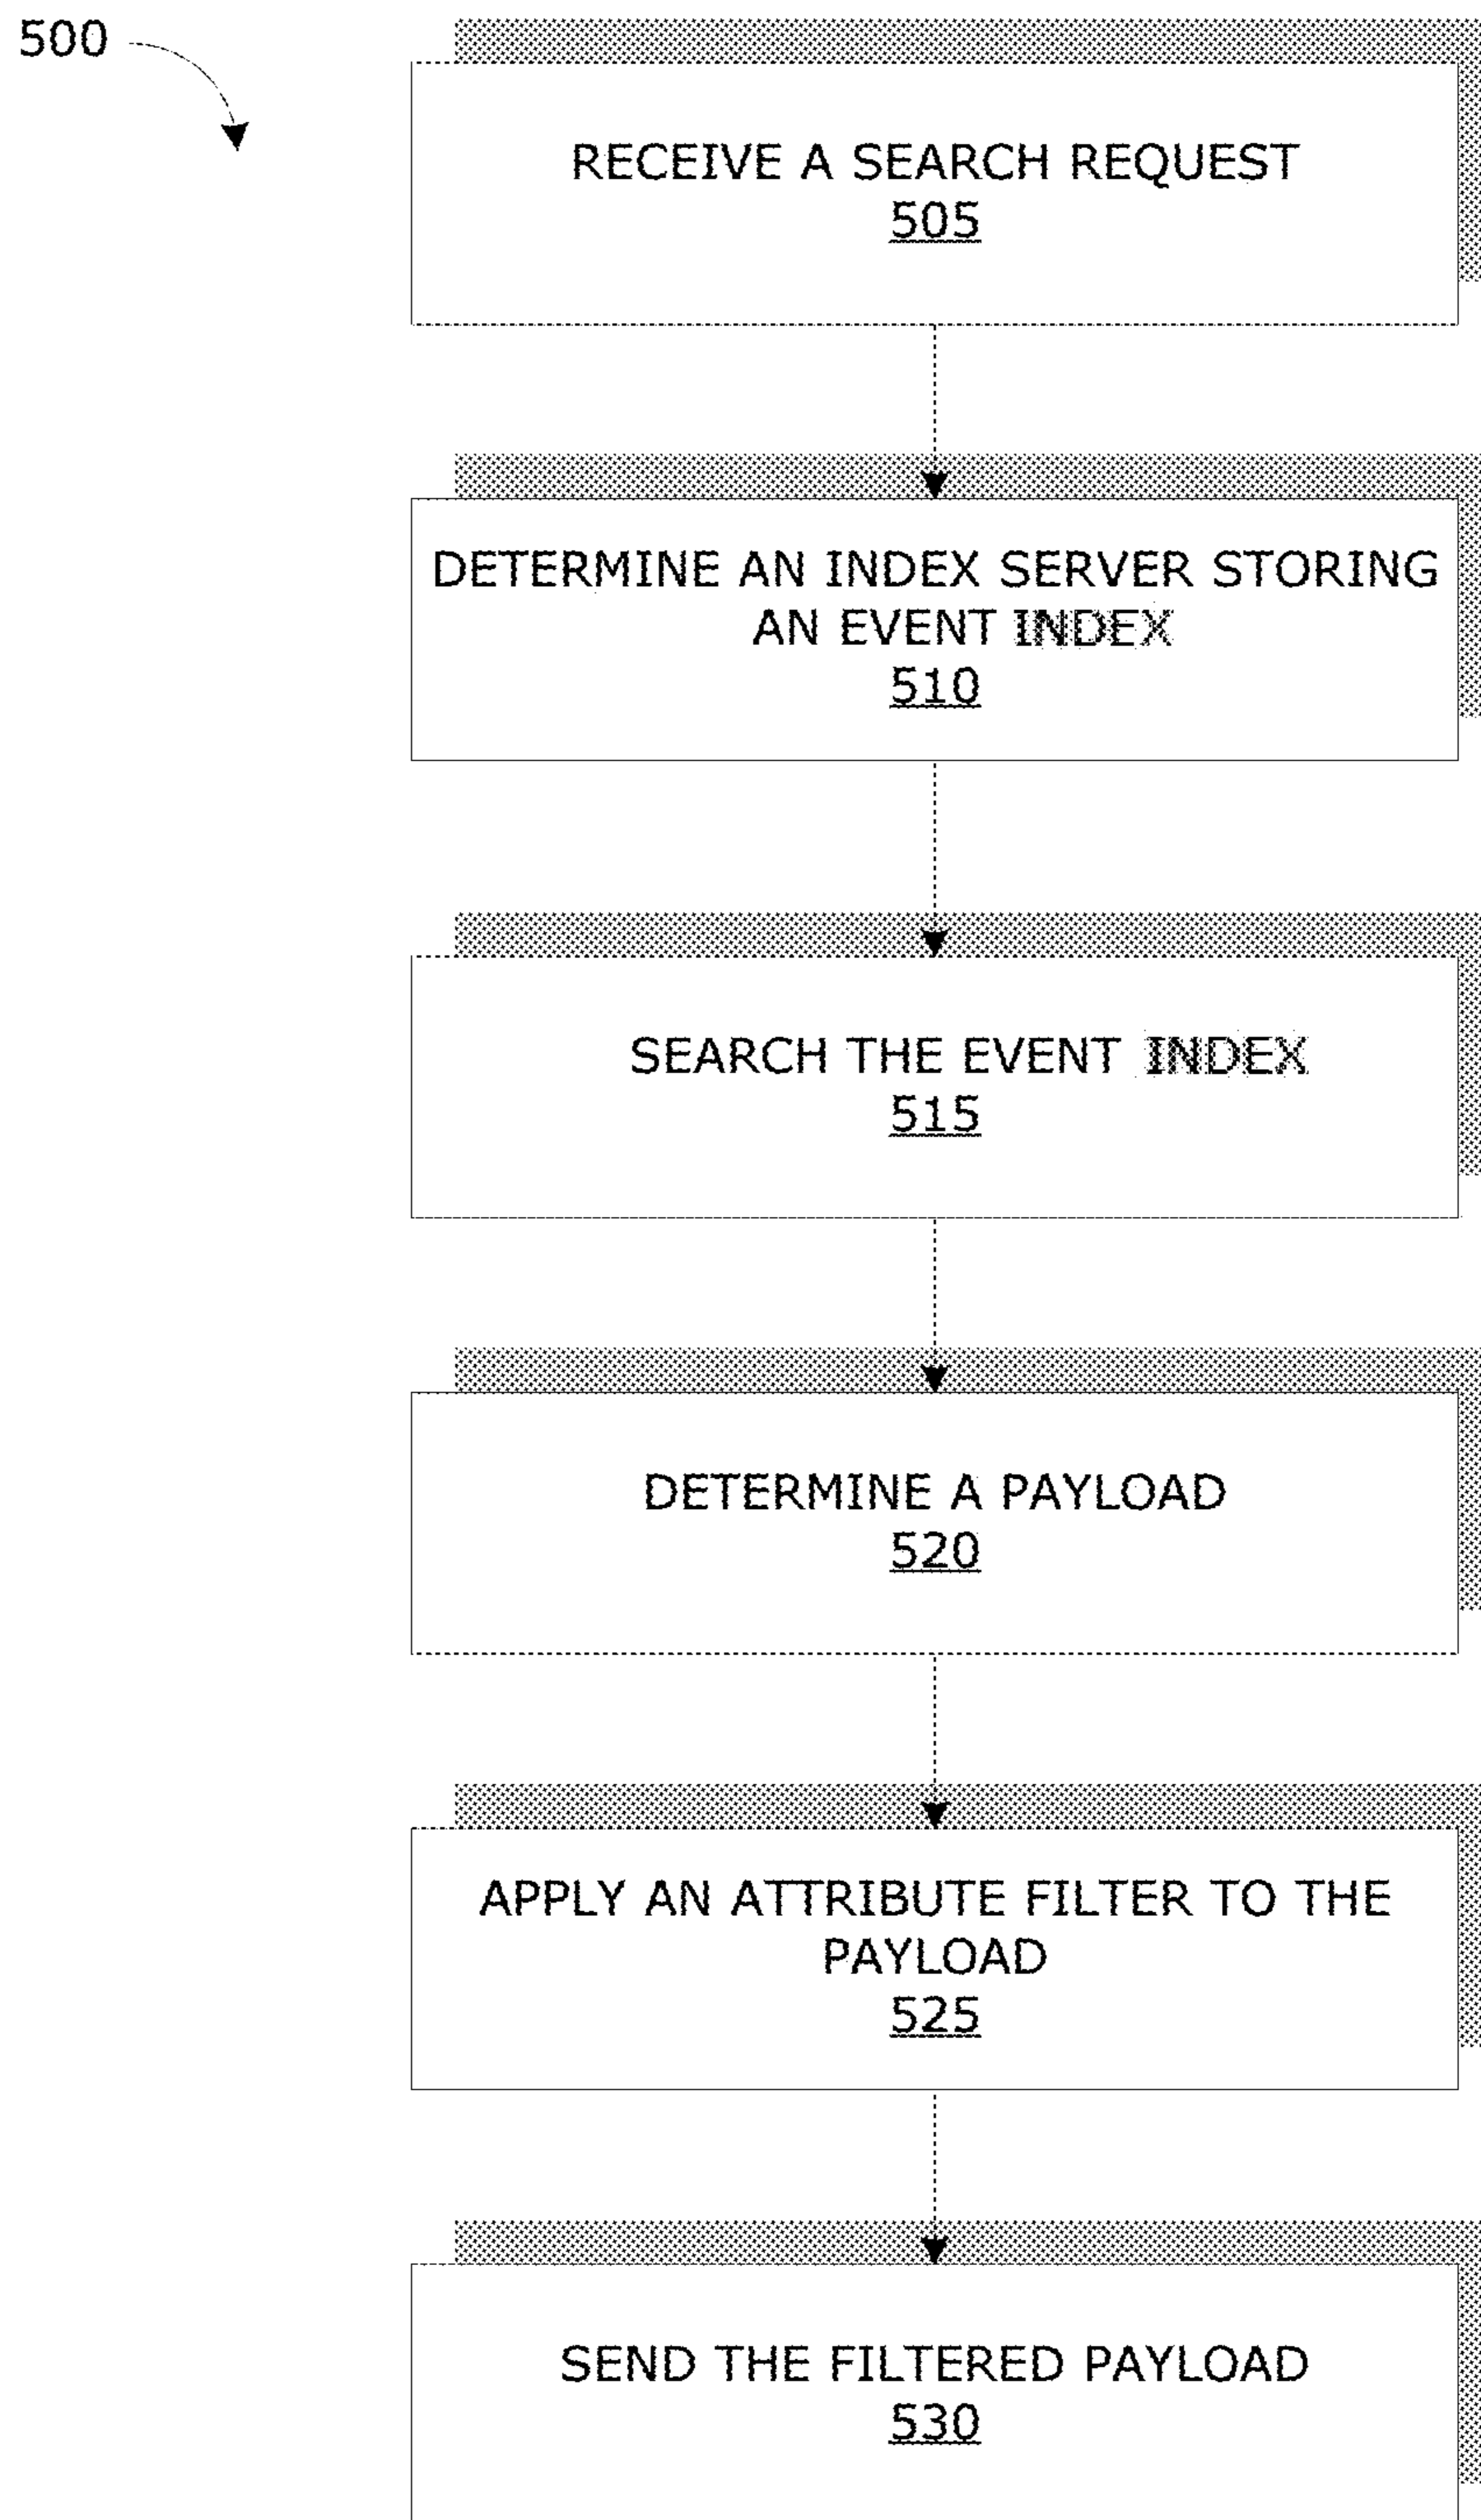 500
RECEIVE A SEARCH REQUEST
505
DETERMINE AN INDEX SERVER STORING
AN EVENT INDEX
510
SEARCH THE EVENT INDEX
515
DETERMINE A PAYLOAD
520
APPLY AN ATTRIBUTE FILTER TO THE
PAYLOAD
525
SEND THE FILTERED PAYLOAD
530